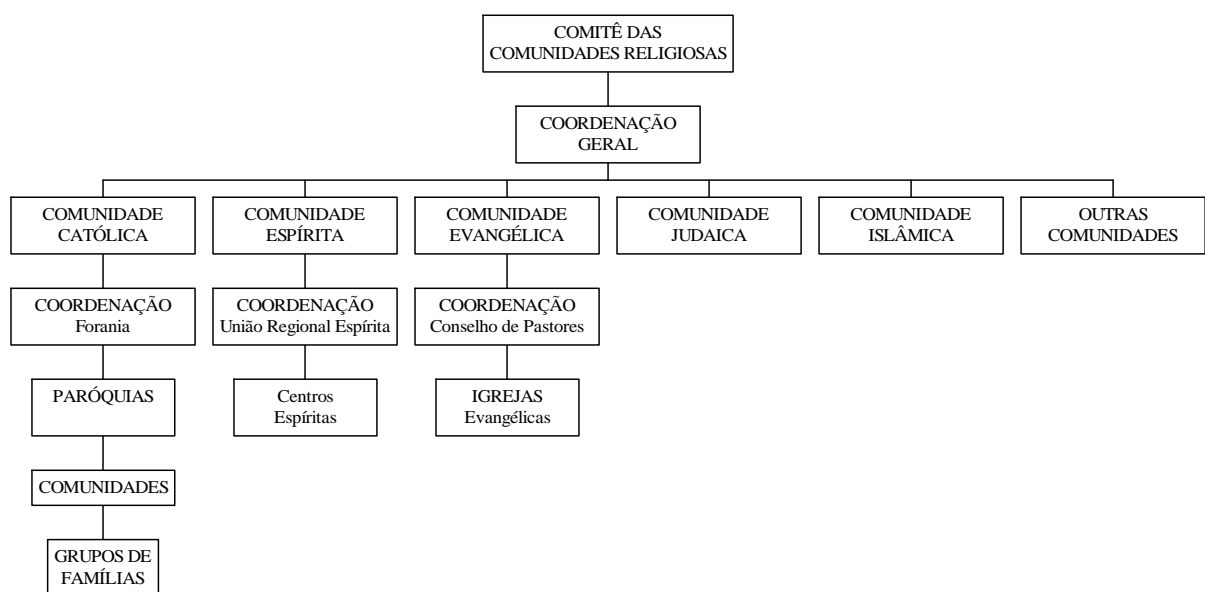 COMITÊ DAS
COMUNIDADES RELIGIOSAS
COORDENAÇÃO
GERAL
COMUNIDADE
CATÓLICA
COMUNIDADE
ESPÍRITA
COMUNIDADE
EVANGÉLICA
COMUNIDADE
JUDAICA
COMUNIDADE
ISLÂMICA
OUTRAS
COMUNIDADES
COORDENAÇÃO
Forania
COORDENAÇÃO
União Regional Espírita
COORDENAÇÃO
Conselho de Pastores
PARÓQUIAS
Centros
Espíritas
IGREJAS
Evangélicas
COMUNIDADES
GRUPOS DE
FAMÍLIAS